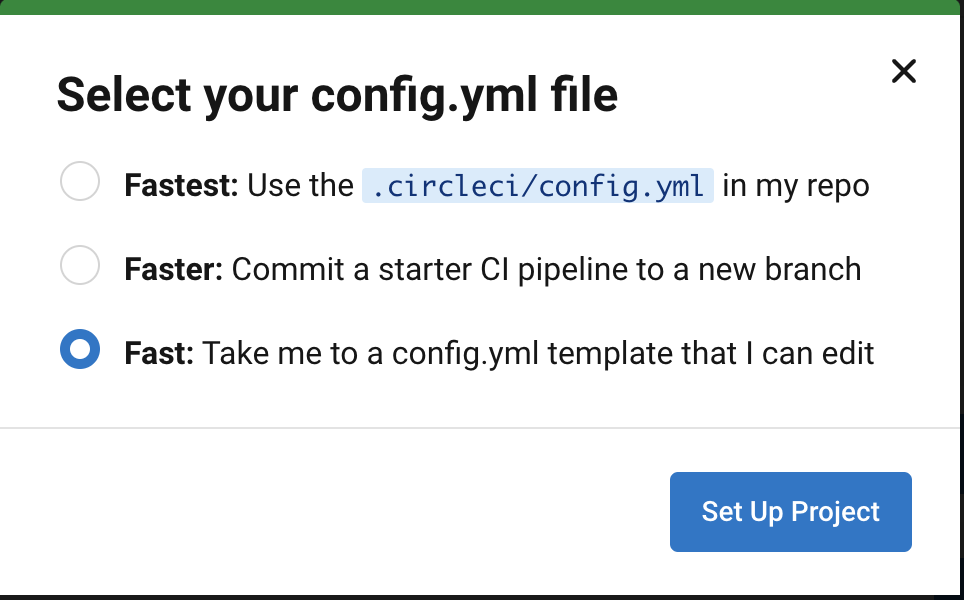 Select your config.yml file
Fastest: Use the .circleci/config.yml in my repo
Faster: Commit a starter CI pipeline to a new branch
Fast: Take me to a config.yml template that I can edit
Set Up Project